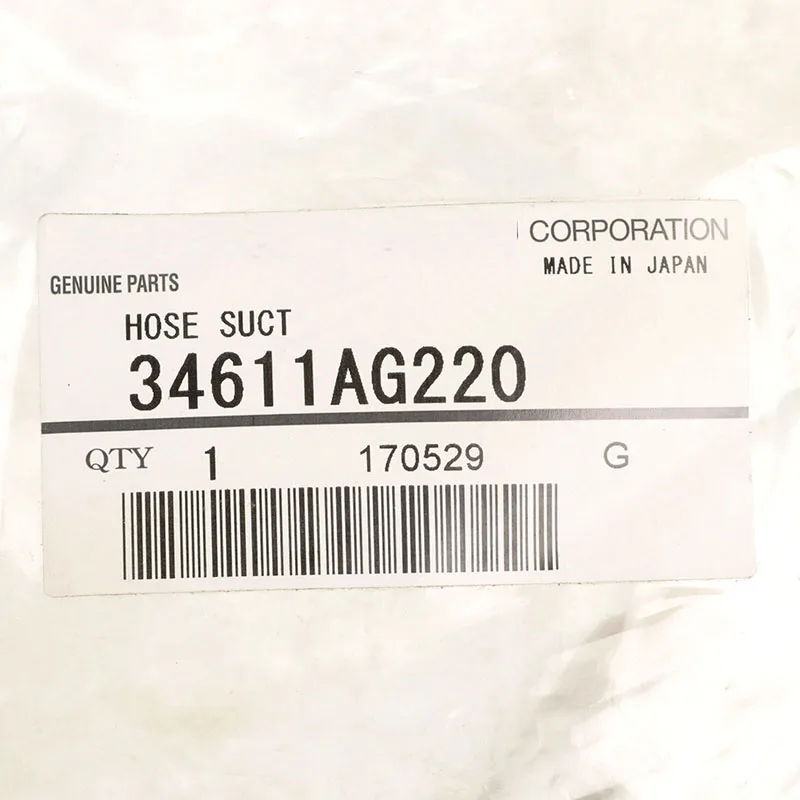 CORPORATION
MADE IN JAPAN
GENUINE PARTS
HOSE SUCT
34611AG220
QTY 1 170529 G